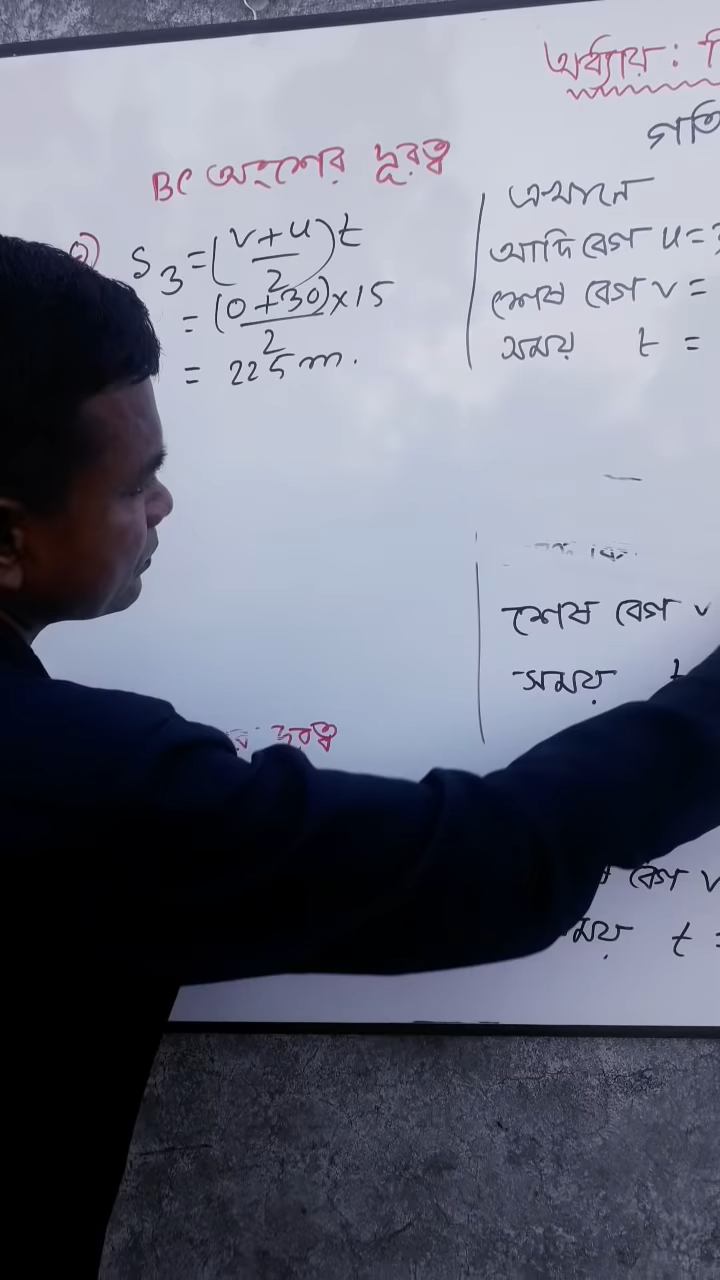 অধ্যায় :
গতি
BC অংশের দূরত্ব
S3 = (v+u/2)t
= (0+30)/2 × 15
= 225 m.
এখানে
আদি বেগ u =
শেষ বেগ v =
সময় t =
শেষ বেগ v
সময় t
দূরত্ব
বেগ v
সময় t =